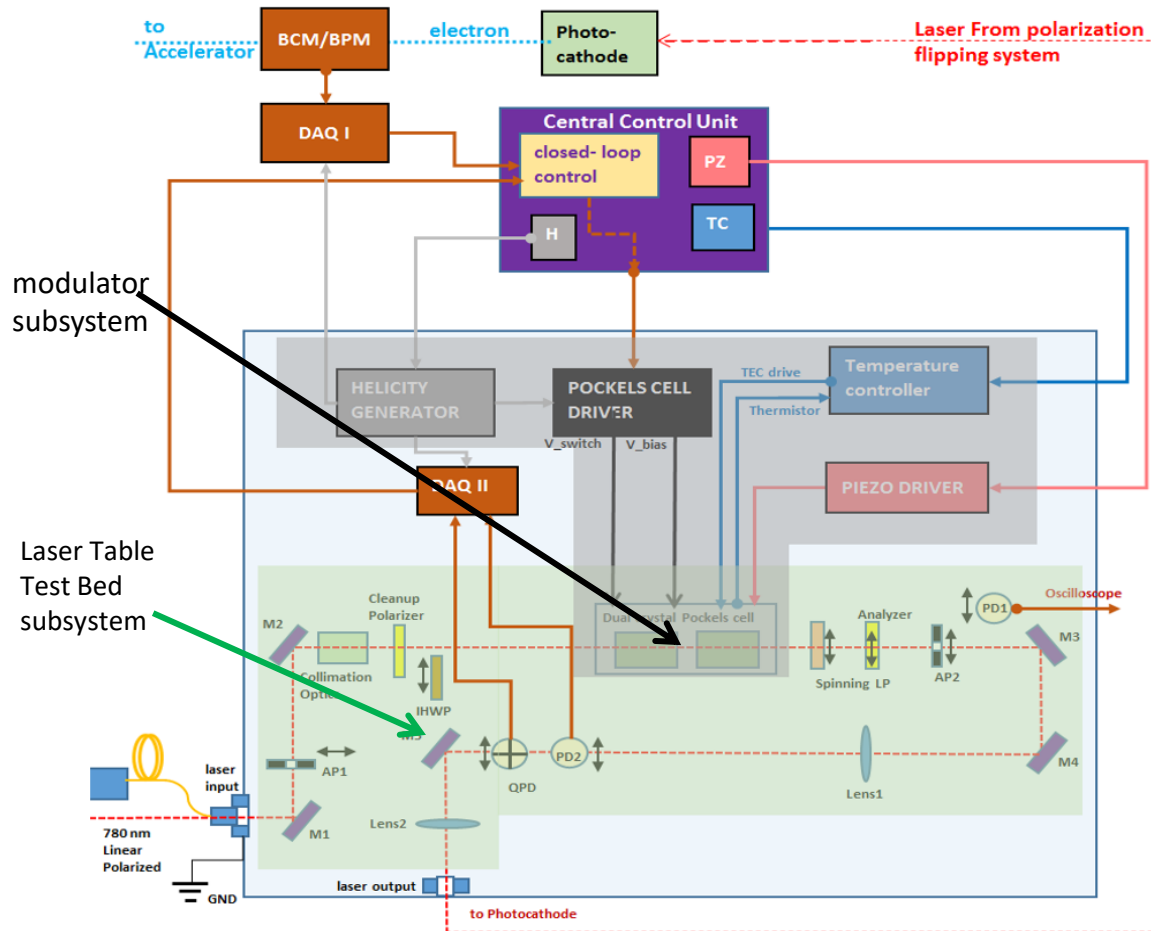 to
Accelerator
BCM/BPM
electron
Photo-
cathode
Laser From polarization
flipping system
DAQ I
Central Control Unit
closed- loop
control
PZ
TC
H
modulator
subsystem
HELICITY
GENERATOR
POCKELS CELL
DRIVER
TEC drive
Thermistor
Temperature
controller
V_switch
V_bias
DAQ II
PIEZO DRIVER
Laser Table
Test Bed
subsystem
Cleanup
Polarizer
Dual Crystal Pockels cell
Analyzer
PD1
Oscilloscope
M2
M3
Collimation
Optics
IHWP
Spinning LP
AP2
M5
AP1
QPD
PD2
Lens1
M4
laser
input
M1
Lens2
780 nm
Linear
Polarized
GND
laser output
to Photocathode